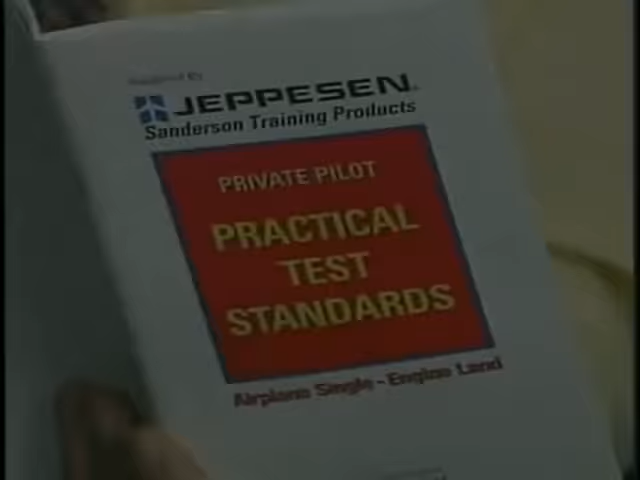 JEPPESEN
Sanderson Training Products
PRIVATE PILOT
PRACTICAL
TEST
STANDARDS
Airplane Single-Engine Land